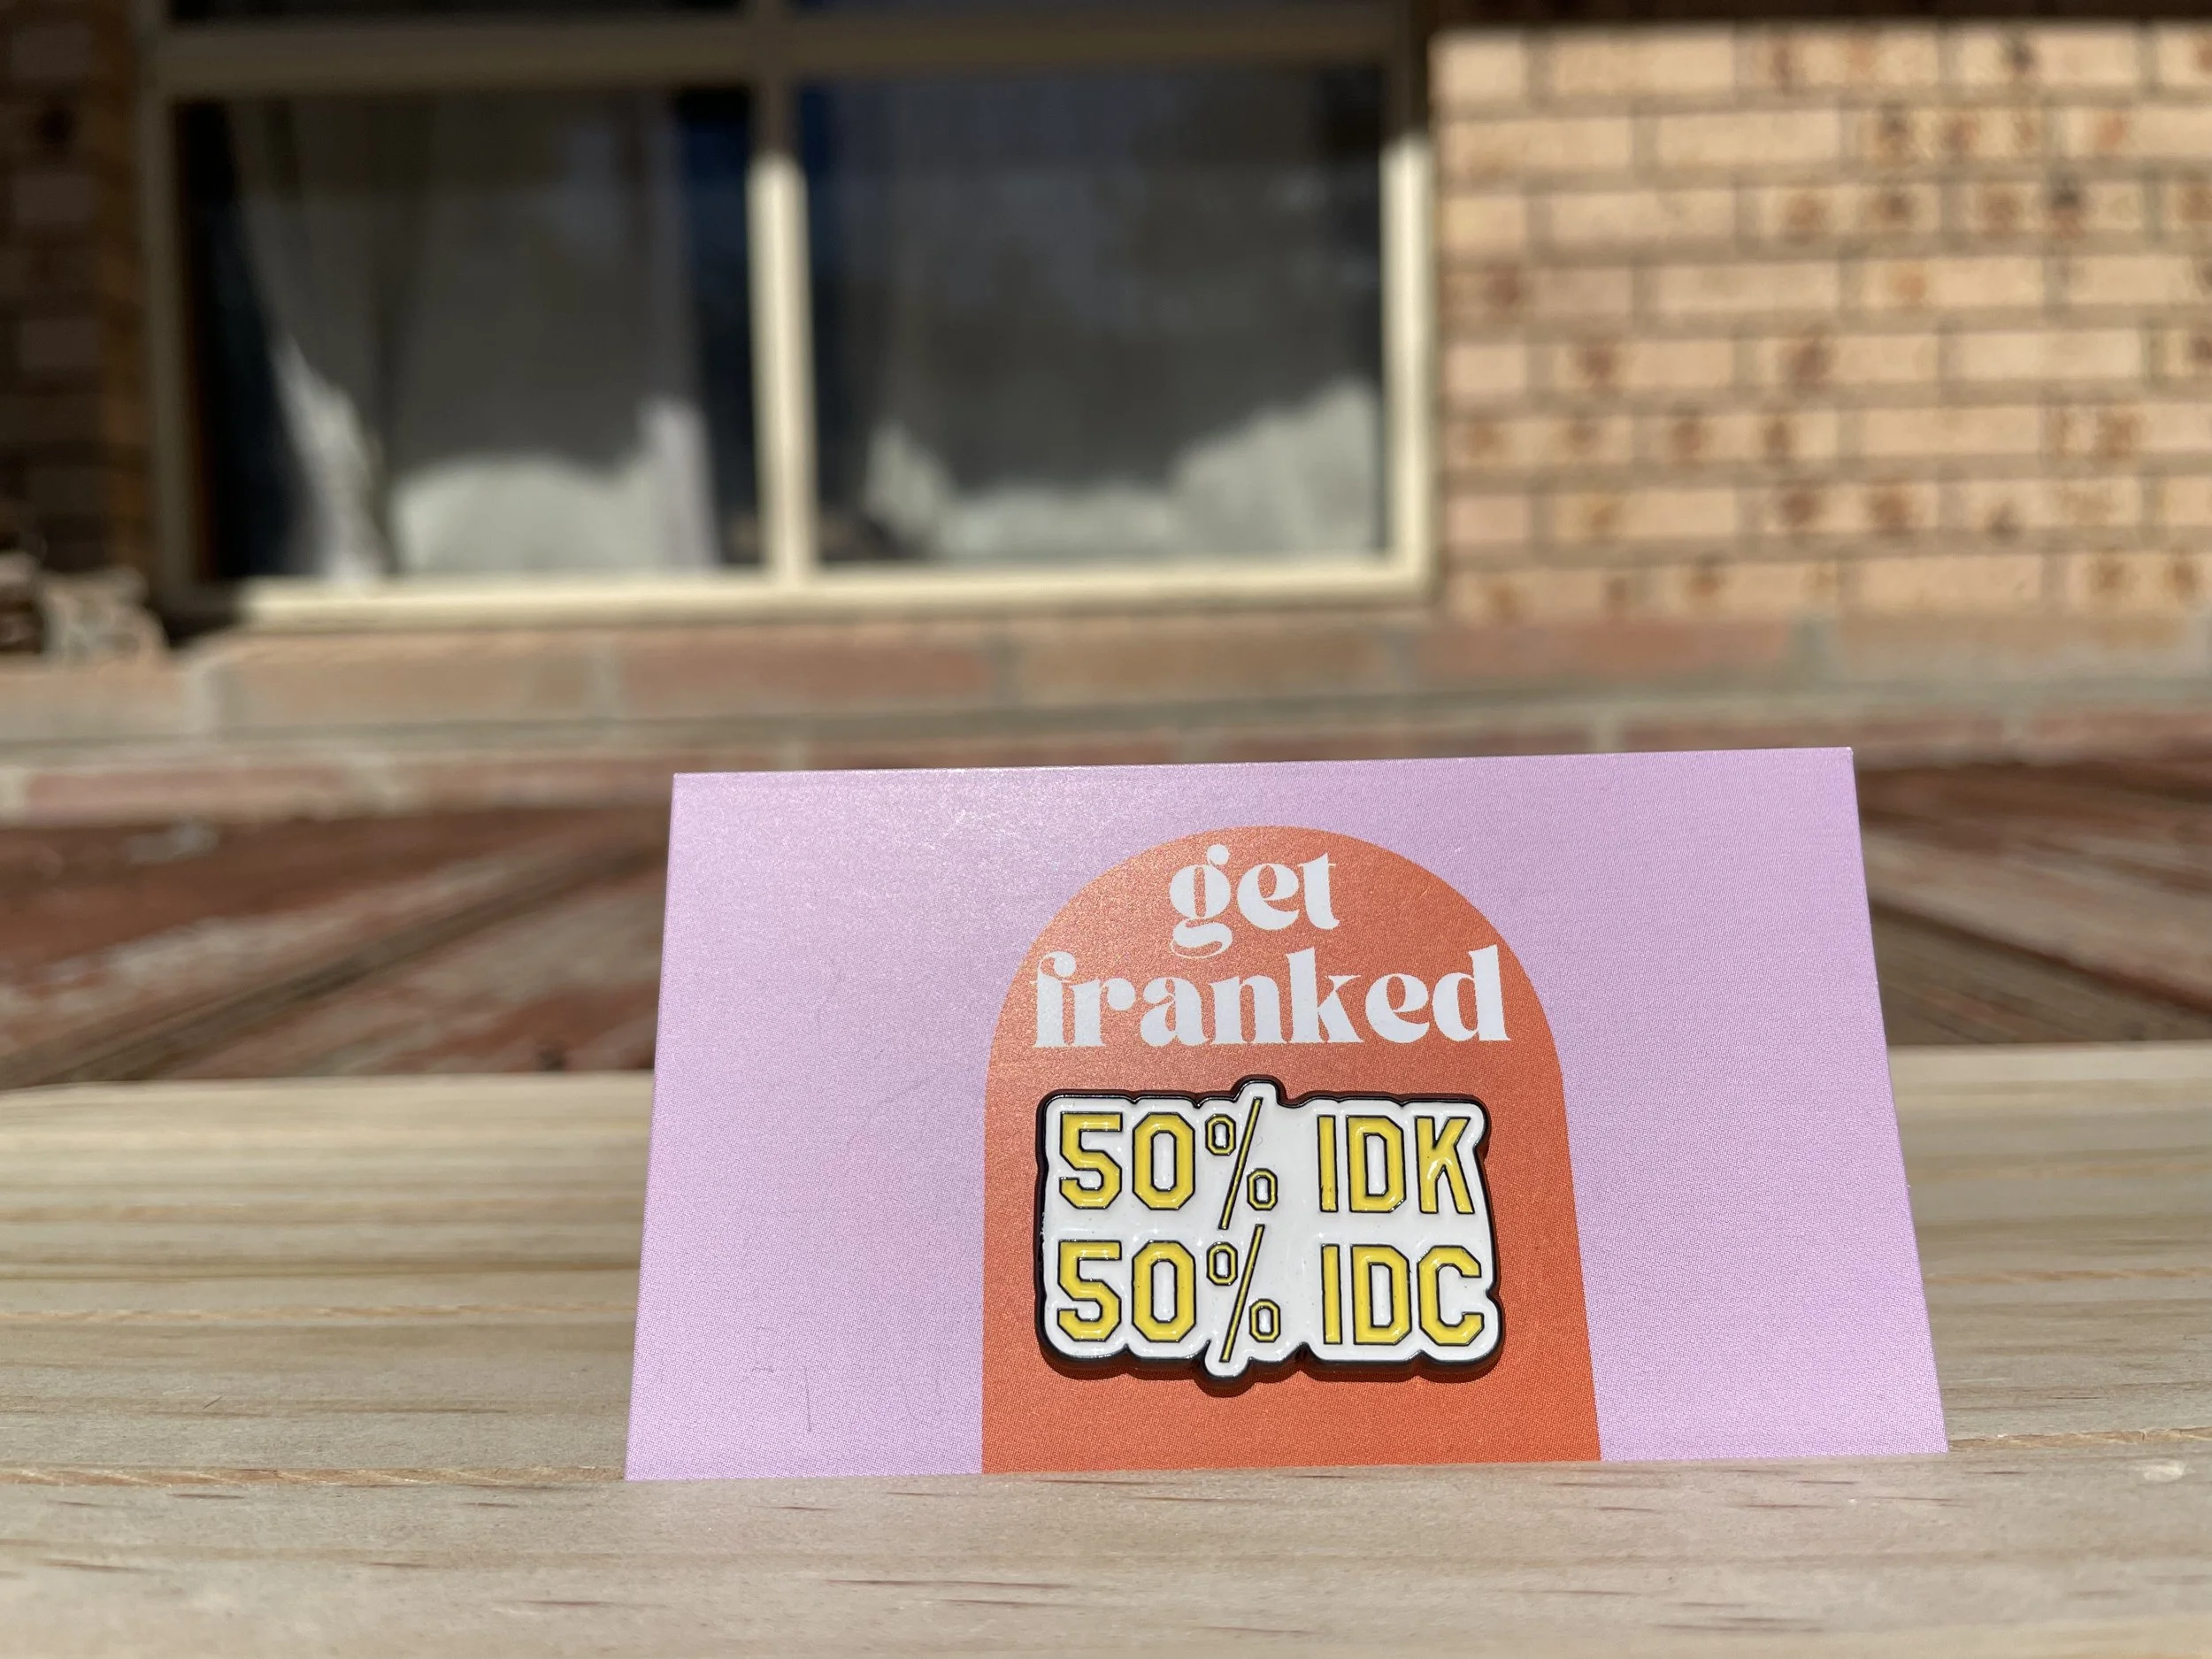 get
franked
50% IDK
50% IDC